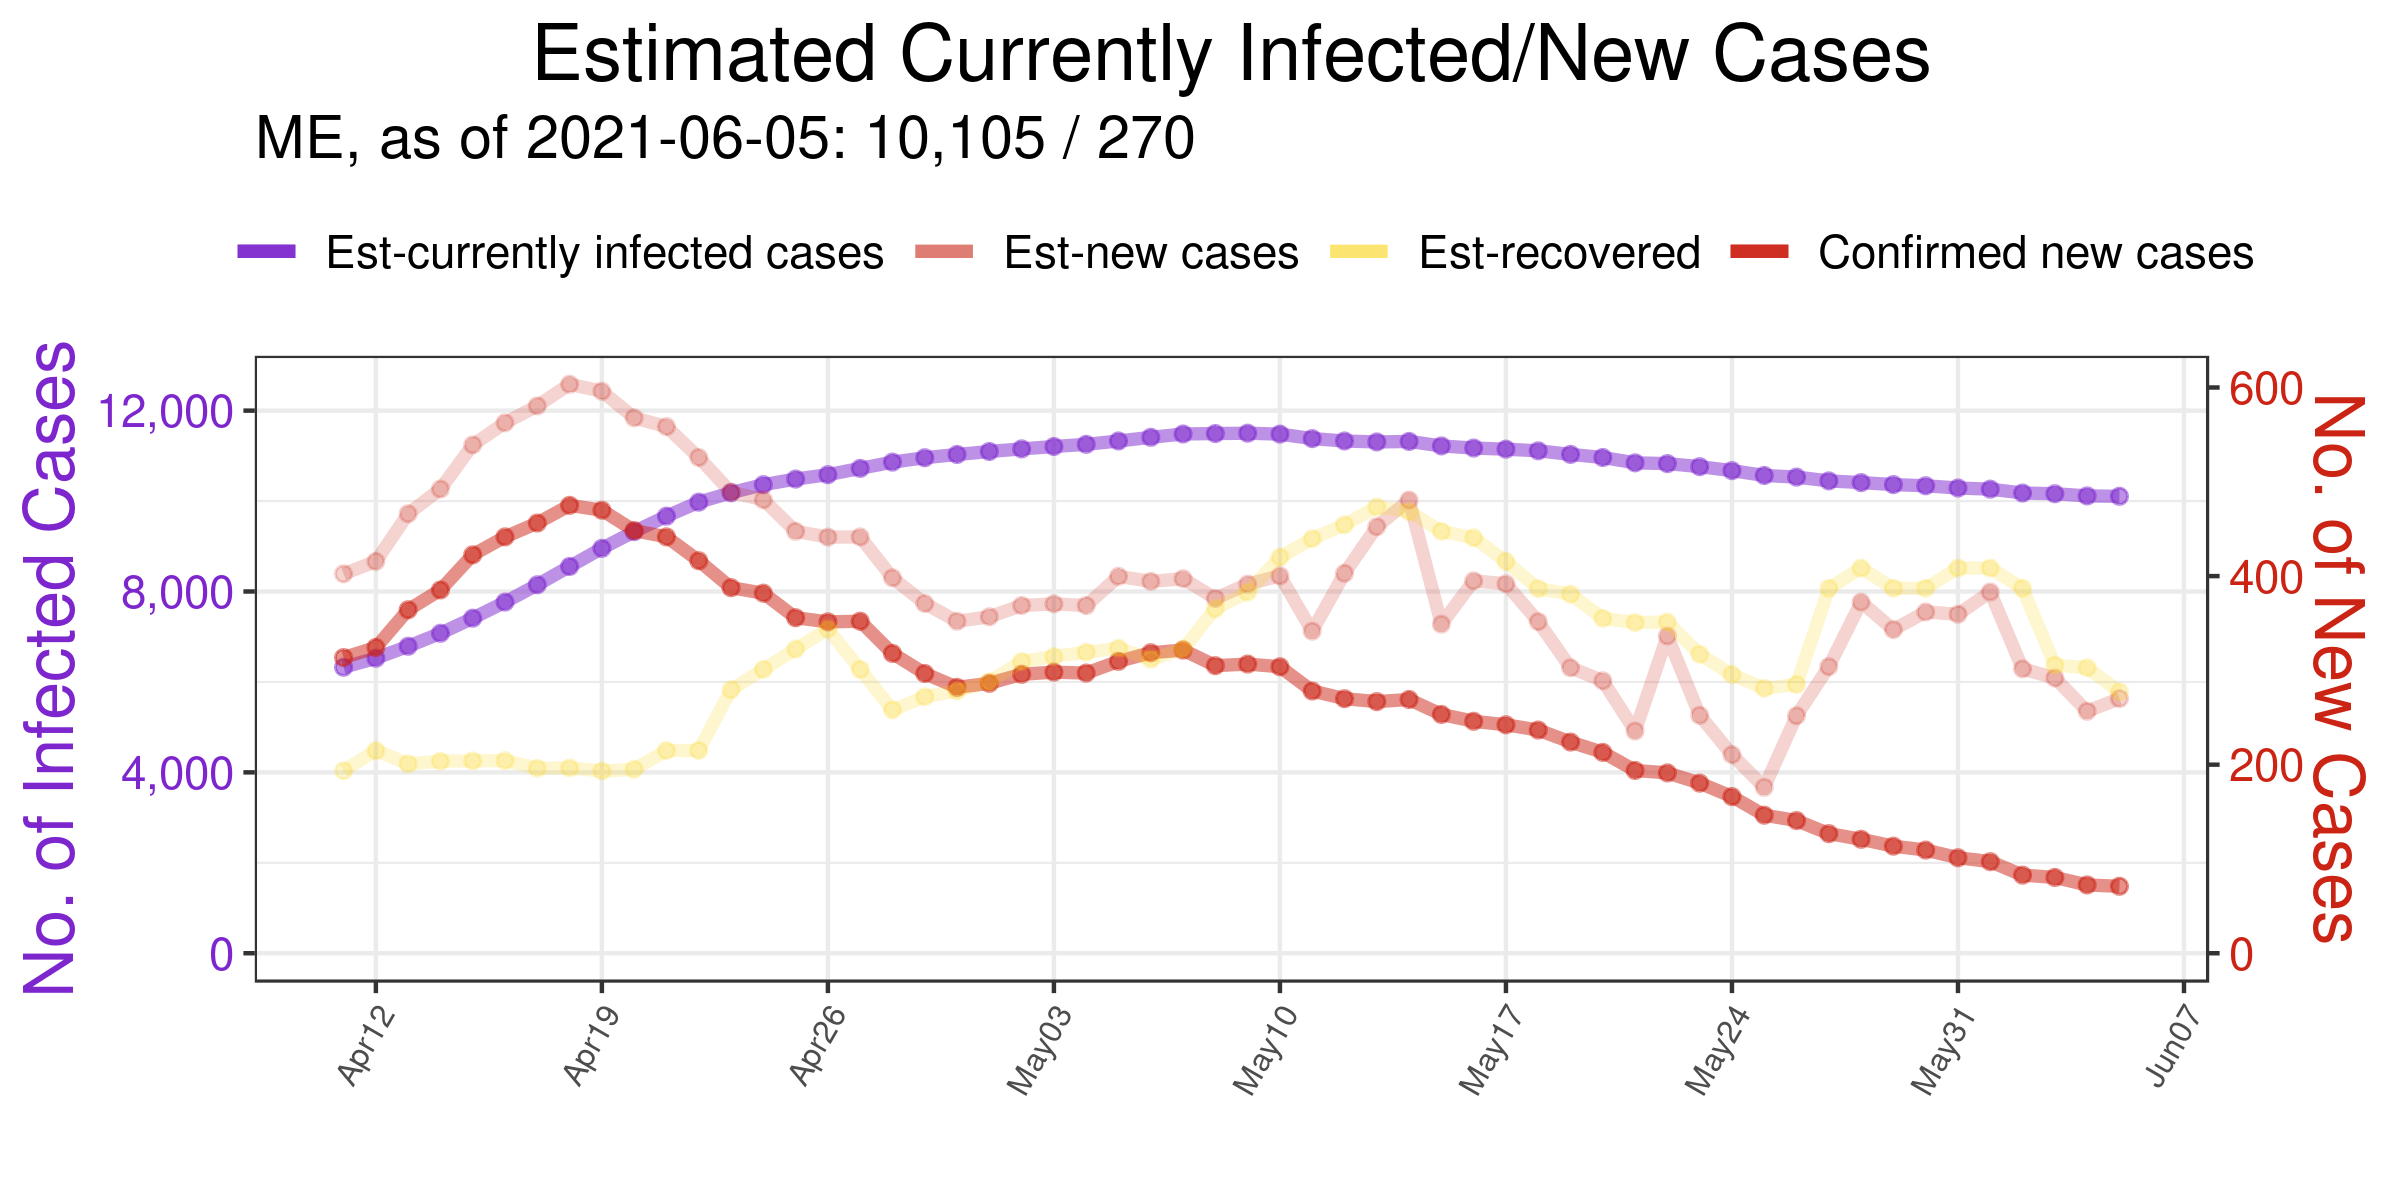 Estimated Currently Infected/New Cases
ME, as of 2021-06-05: 10,105 / 270
Est-currently infected cases Est-new cases Est-recovered Confirmed new cases
No. of Infected Cases
12,000
8,000
4,000
0
600
400
200
0
No. of New Cases
Apr12 Apr19 Apr26 May03 May10 May17 May24 May31 Jun07